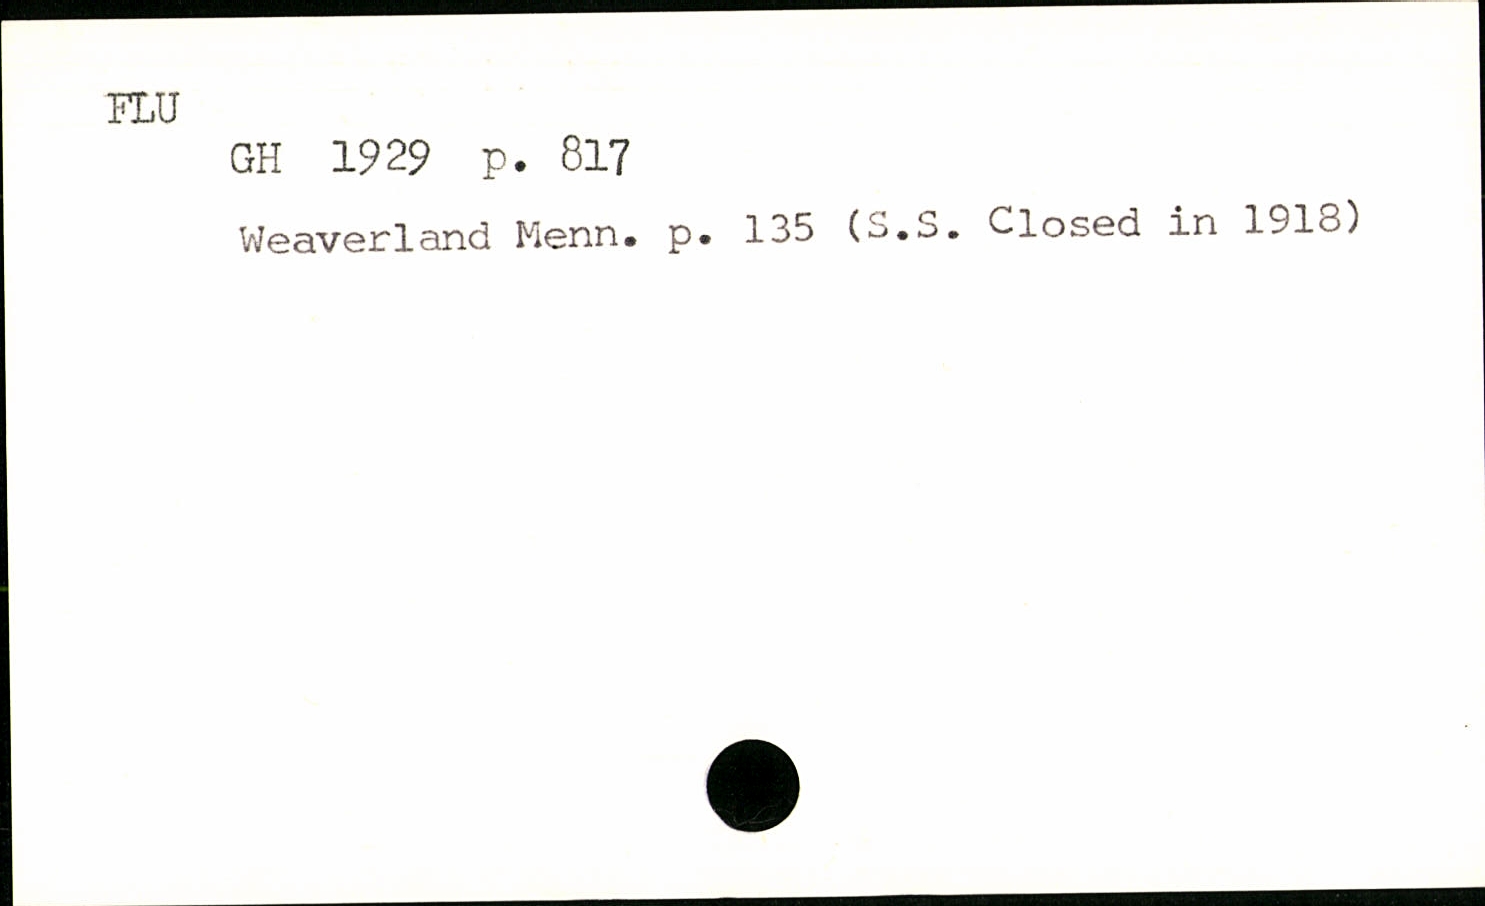 FLU
GH 1929 p. 817
Weaverland Menn. p. 135 (S.S. Closed in 1918)